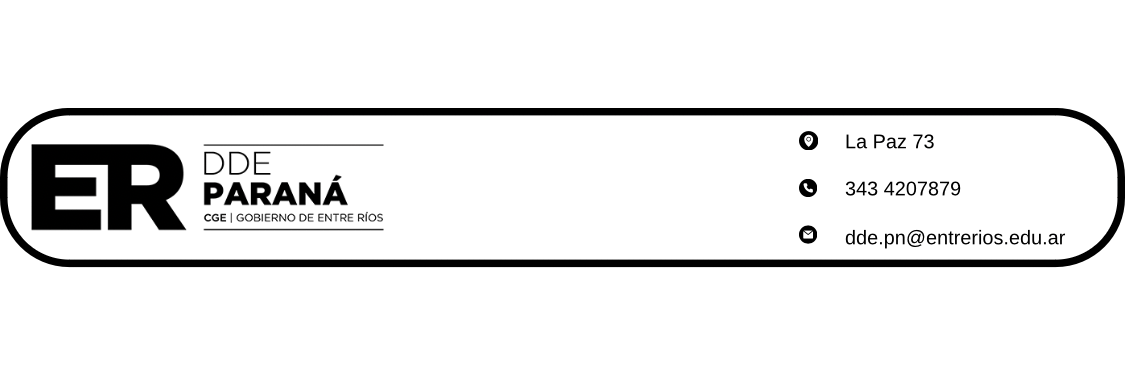 ER
DDE
PARANÁ
CGE | GOBIERNO DE ENTRE RÍOS
La Paz 73
343 4207879
dde.pn@entrerios.edu.ar